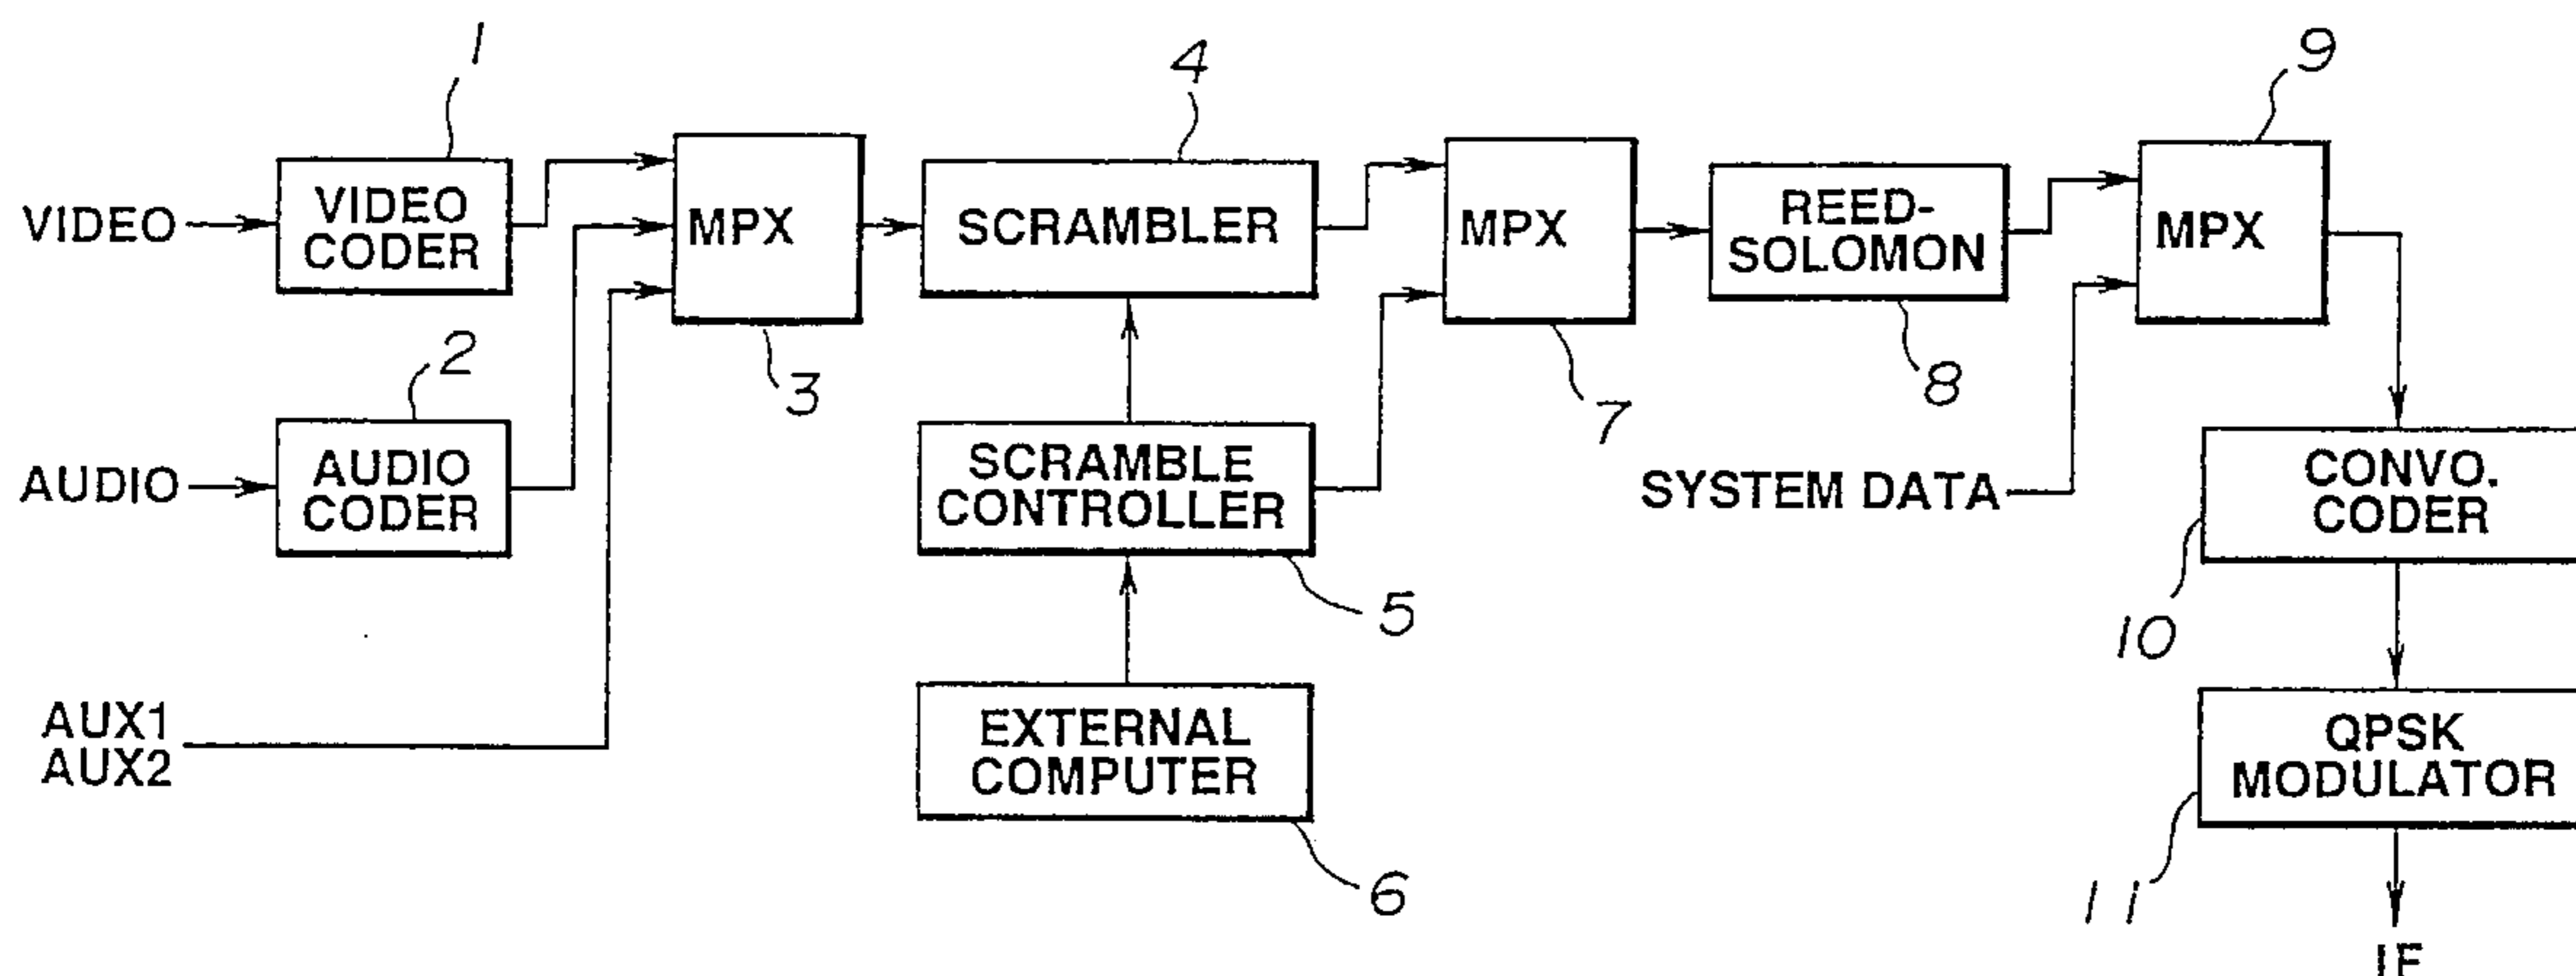 1
4
9
VIDEO
VIDEO
CODER
MPX
SCRAMBLER
MPX
REED-
SOLOMON
MPX
2
3
7
8
AUDIO
AUDIO
CODER
SCRAMBLE
CONTROLLER
SYSTEM DATA
CONVO.
CODER
5
10
AUX1
AUX2
EXTERNAL
COMPUTER
QPSK
MODULATOR
6
11
IF